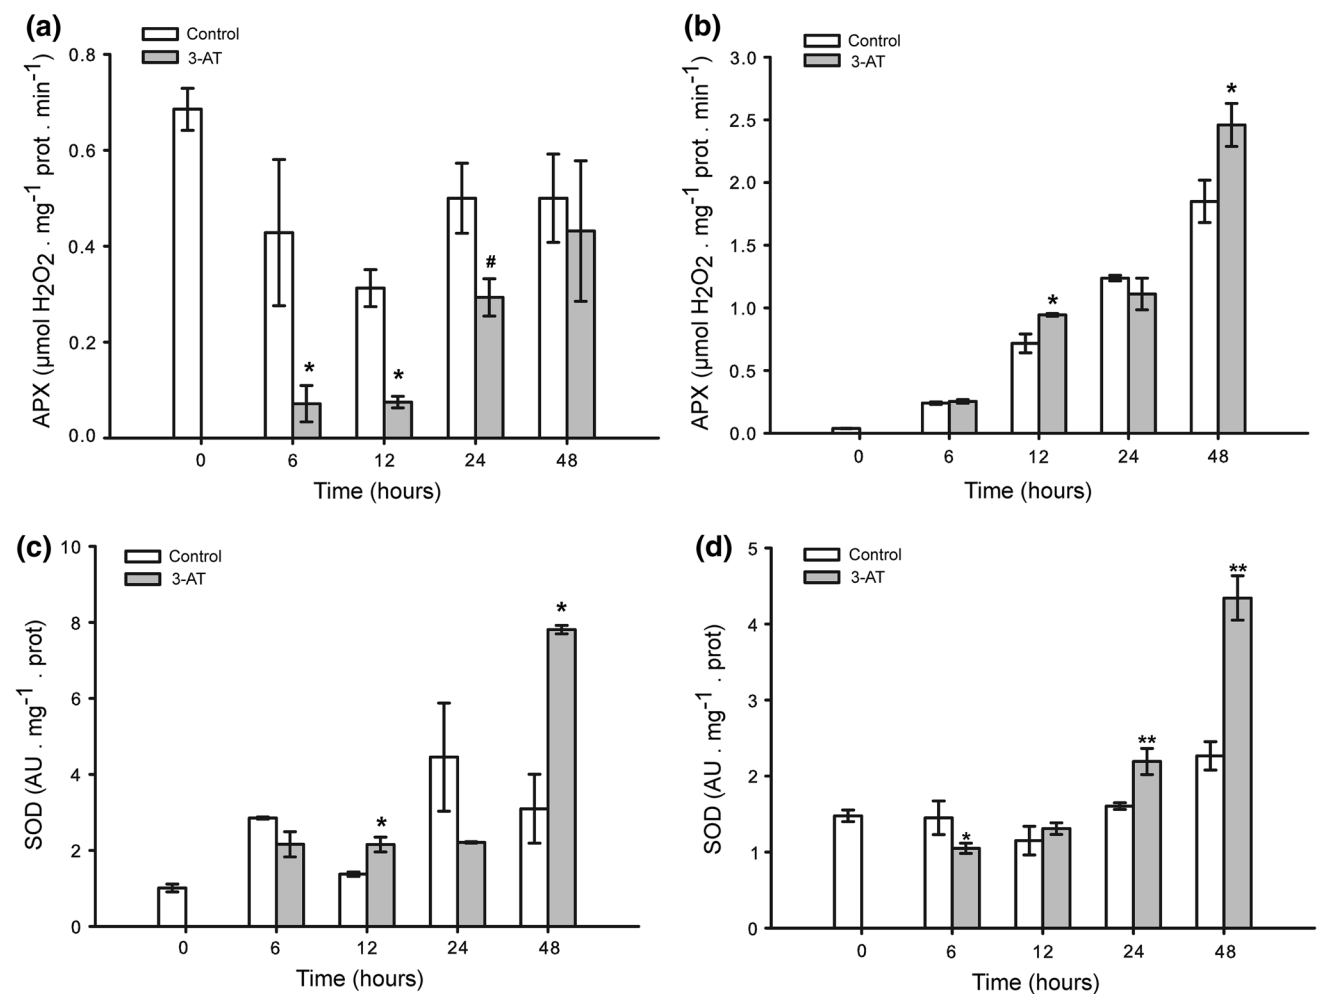 (a)
Control
3-AT
0.8
0.6
0.4
0.2
0.0
APX (µmol H2O2 . mg−1 prot . min−1)
#
*
*
0 6 12 24 48
Time (hours)
(b)
Control
3-AT
3.0
2.5
2.0
1.5
1.0
0.5
0.0
APX (µmol H2O2 . mg−1 prot . min−1)
*
*
0 6 12 24 48
Time (hours)
(c)
Control
3-AT
10
8
6
4
2
0
SOD (AU . mg−1 . prot)
*
*
0 6 12 24 48
Time (hours)
(d)
Control
3-AT
5
4
3
2
1
0
SOD (AU . mg−1 . prot)
**
**
*
0 6 12 24 48
Time (hours)